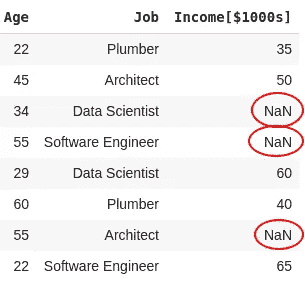 Age Job Income[$1000s]
22 Plumber 35
45 Architect 50
34 Data Scientist NaN
55 Software Engineer NaN
29 Data Scientist 60
60 Plumber 40
55 Architect NaN
22 Software Engineer 65